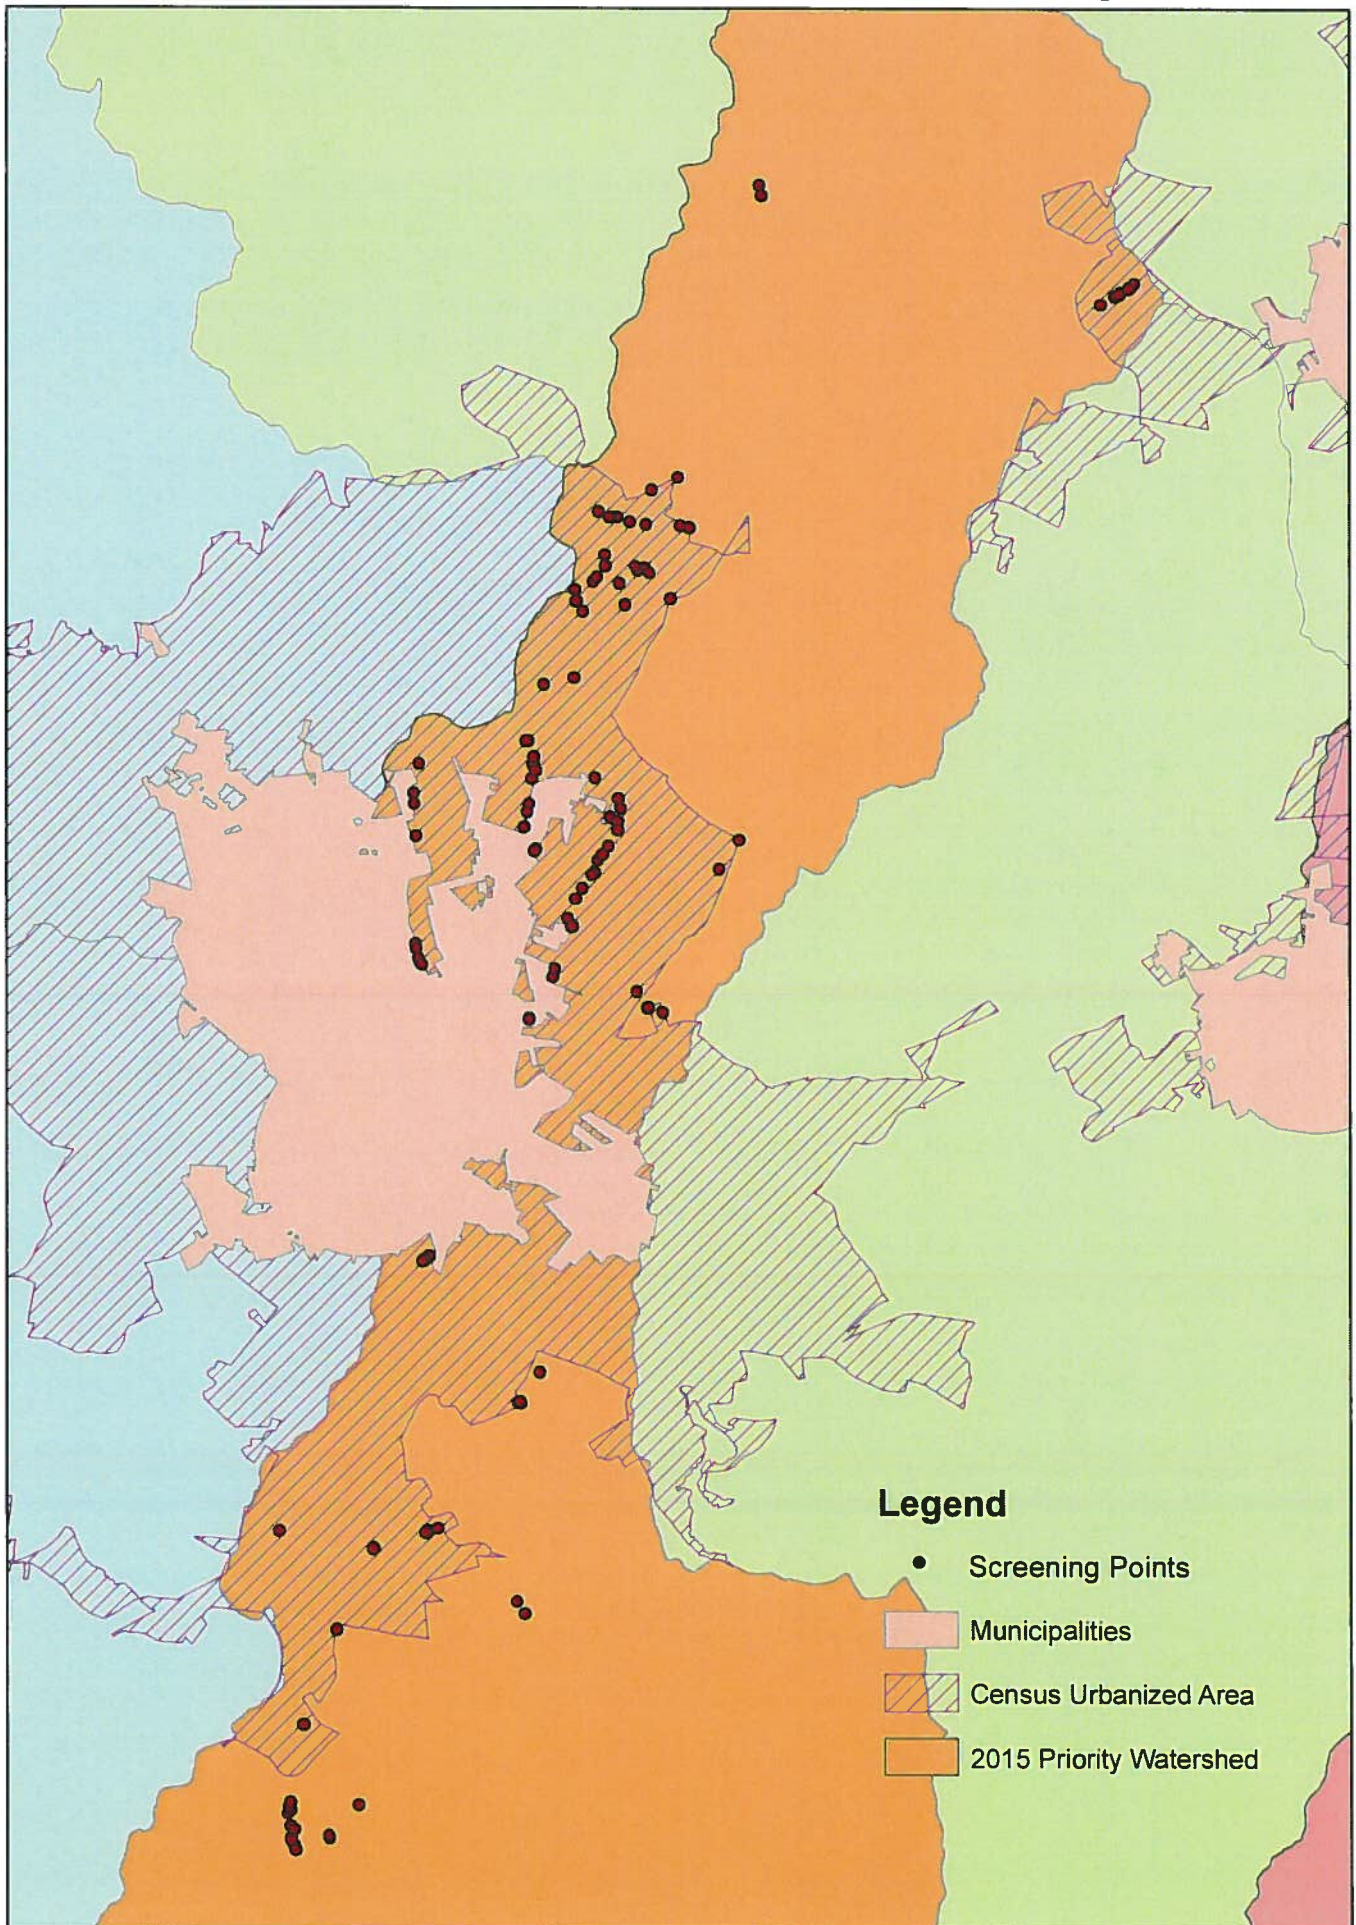 Legend
Screening Points
Municipalities
Census Urbanized Area
2015 Priority Watershed